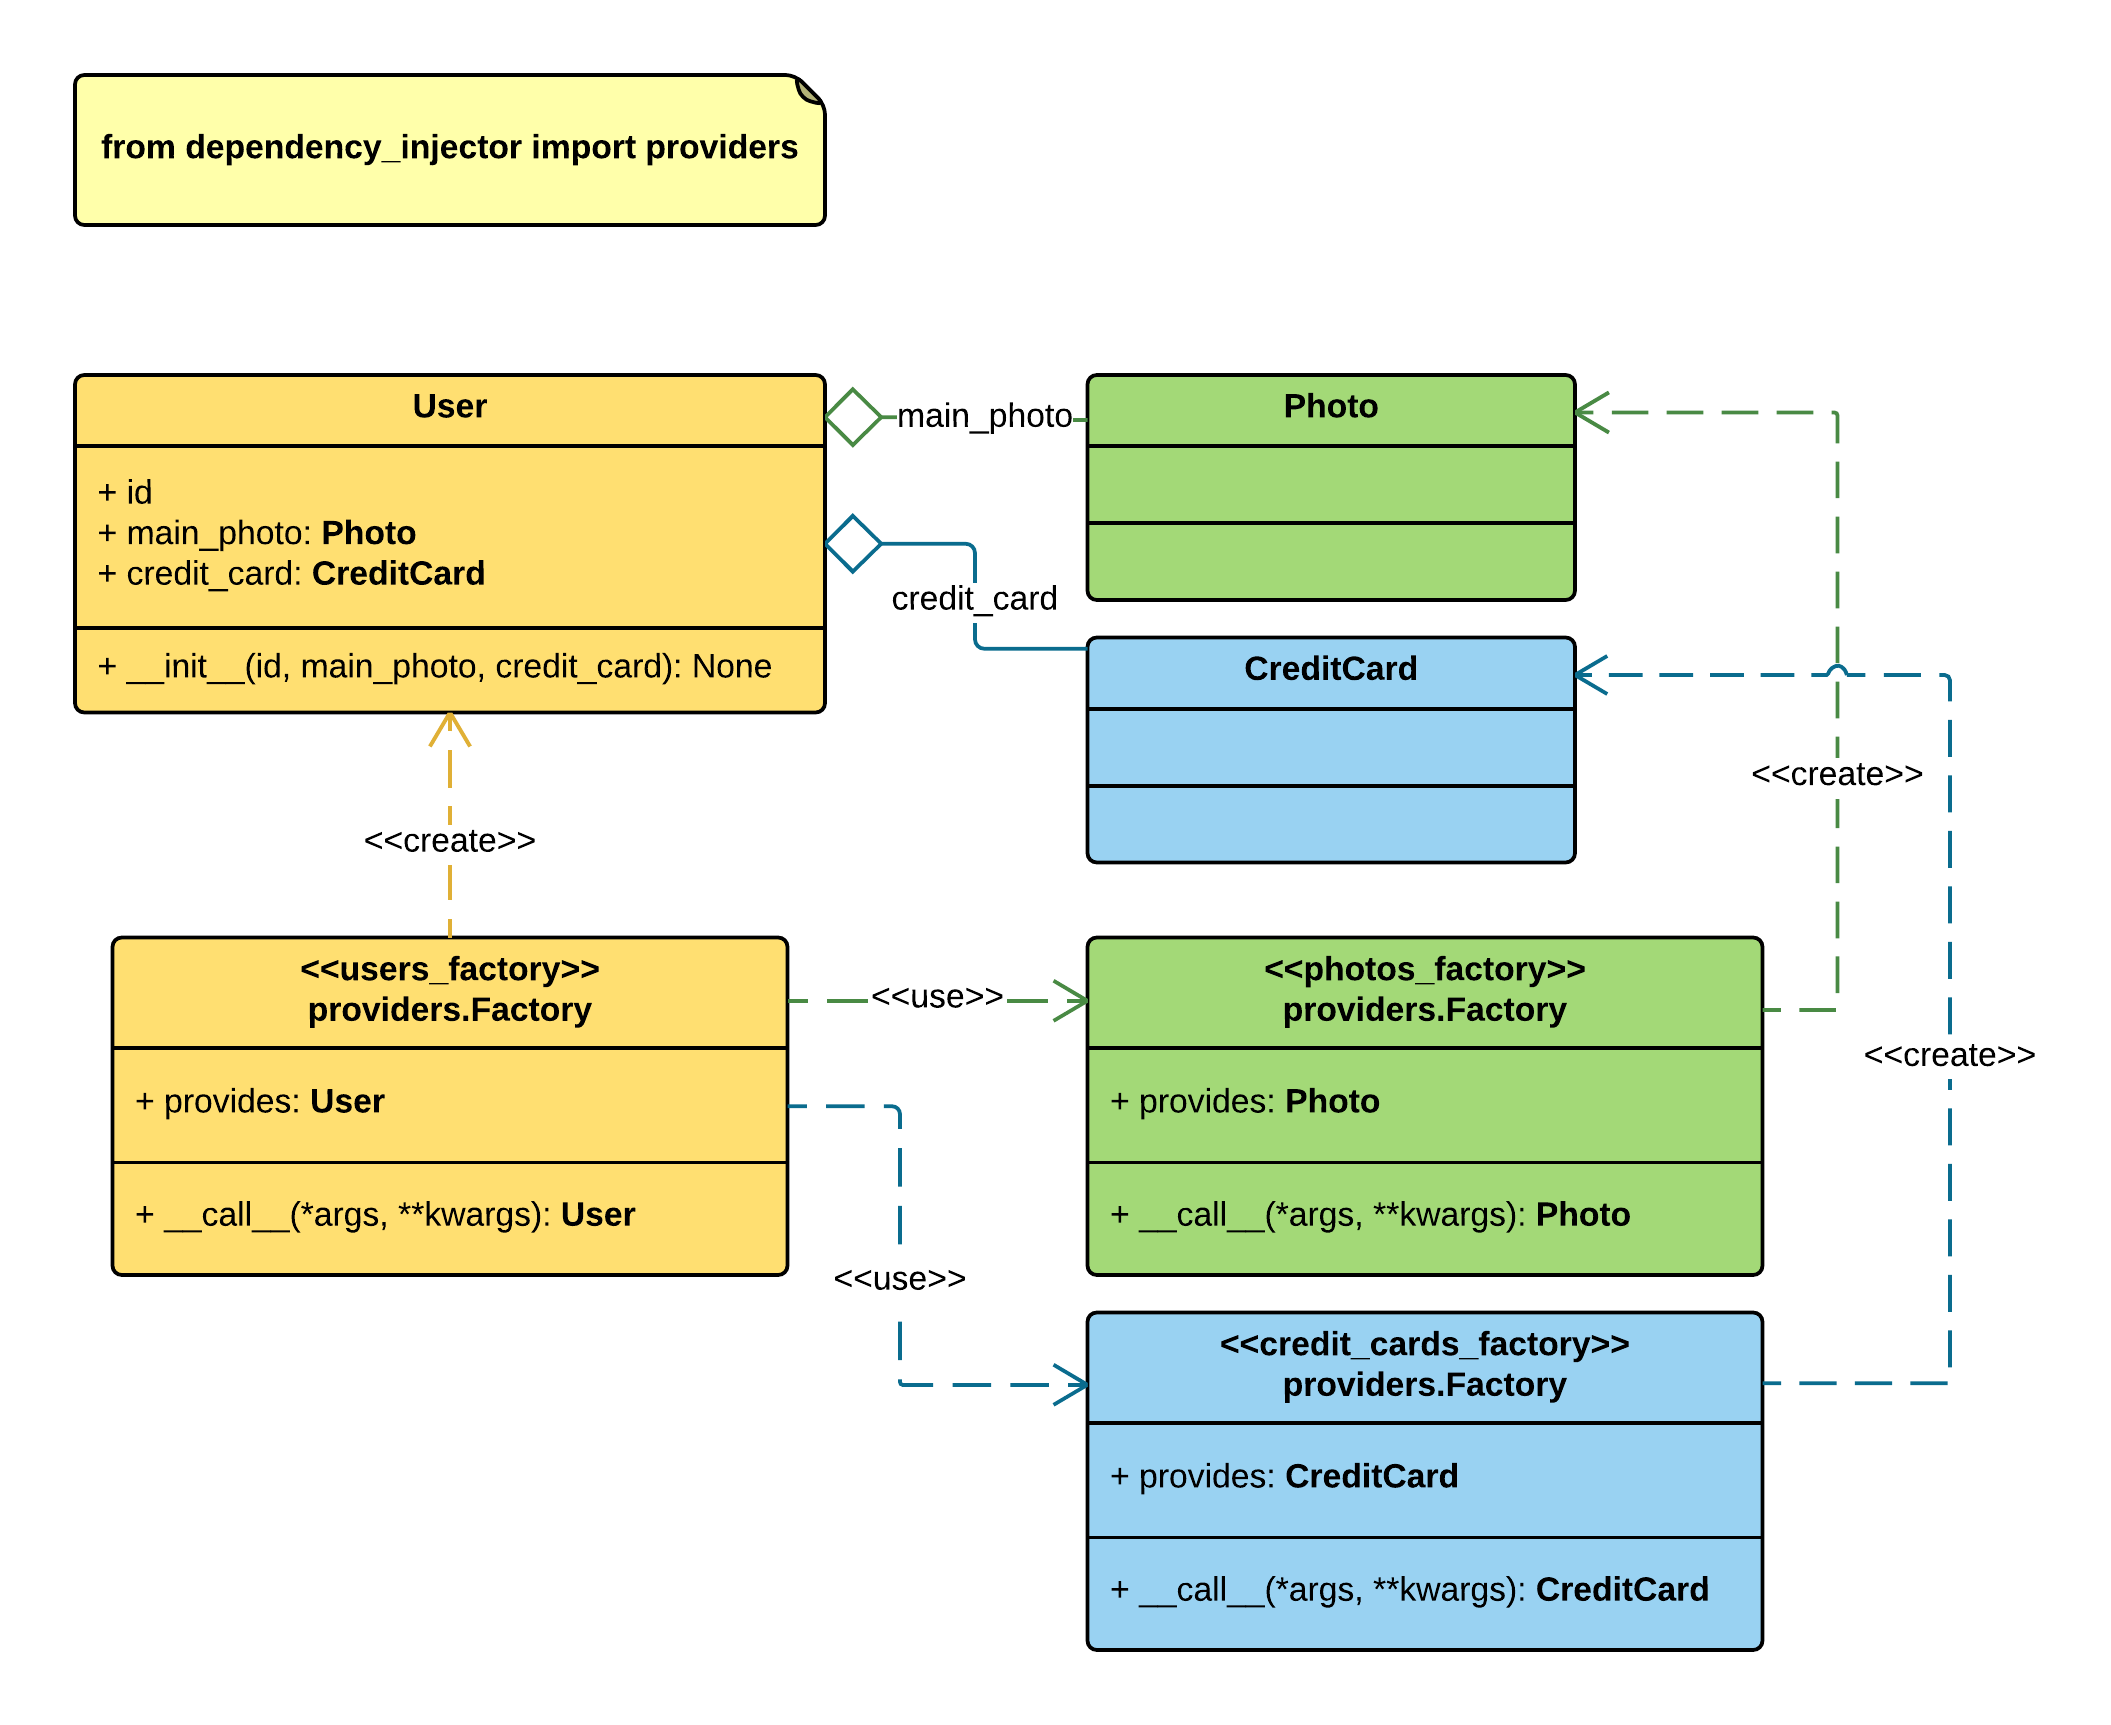 from dependency_injector import providers
User
+ id
+ main_photo: Photo
+ credit_card: CreditCard
+ __init__(id, main_photo, credit_card): None
main_photo
credit_card
Photo
CreditCard
<<create>>
<<create>>
<<users_factory>>
providers.Factory
+ provides: User
+ __call__(*args, **kwargs): User
<<use>>
<<use>>
<<photos_factory>>
providers.Factory
+ provides: Photo
+ __call__(*args, **kwargs): Photo
<<create>>
<<credit_cards_factory>>
providers.Factory
+ provides: CreditCard
+ __call__(*args, **kwargs): CreditCard